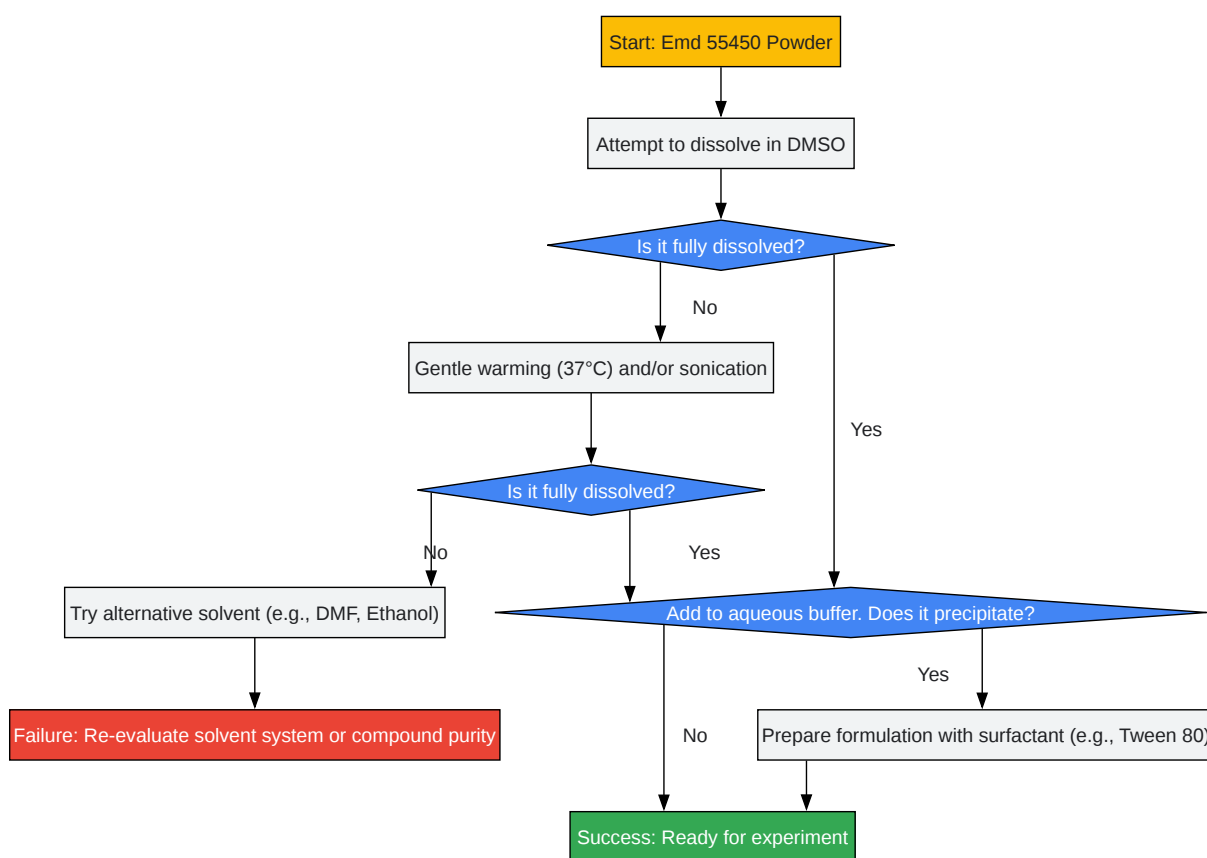 Start: Emd 55450 Powder
Attempt to dissolve in DMSO
Is it fully dissolved?
No
Gentle warming (37°C) and/or sonication
Yes
Is it fully dissolved?
No
Yes
Try alternative solvent (e.g., DMF, Ethanol)
Add to aqueous buffer. Does it precipitate?
Yes
Failure: Re-evaluate solvent system or compound purity
No
Prepare formulation with surfactant (e.g., Tween 80)
Success: Ready for experiment